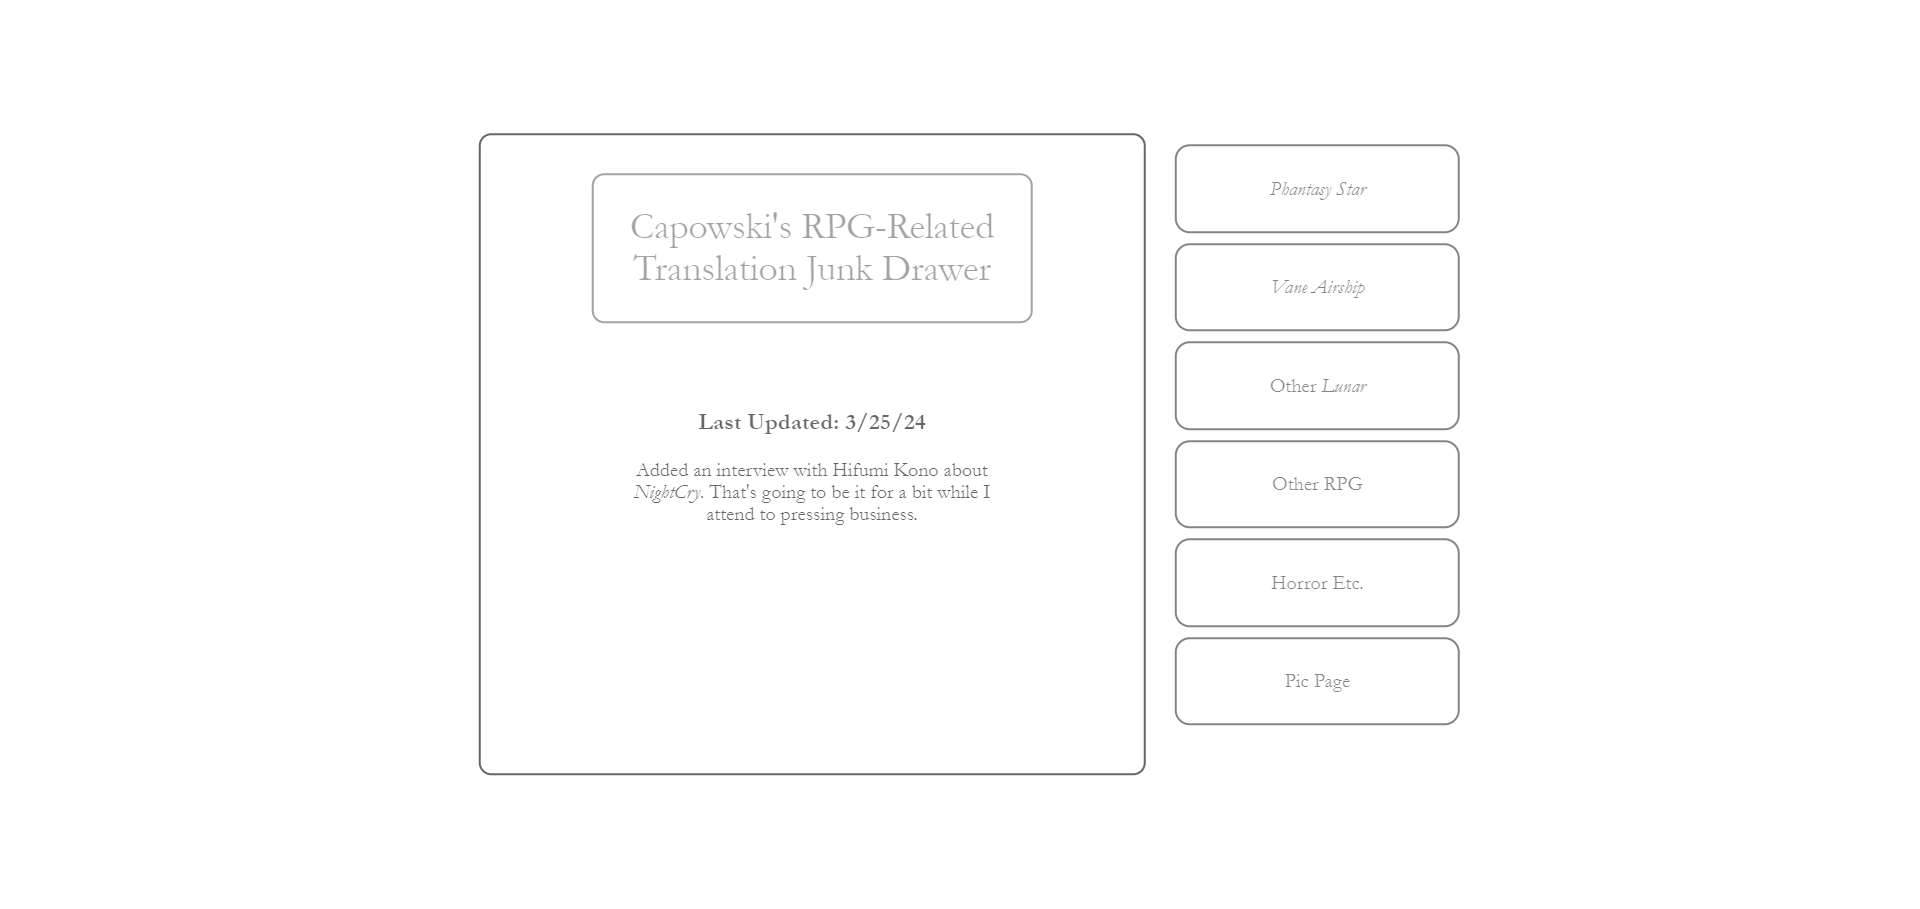 Capowski's RPG-Related
Translation Junk Drawer
Last Updated: 3/25/24
Added an interview with Hifumi Kono about
NightCry. That's going to be it for a bit while I
attend to pressing business.
Phantasy Star
Vane Airship
Other Lunar
Other RPG
Horror Etc.
Pic Page